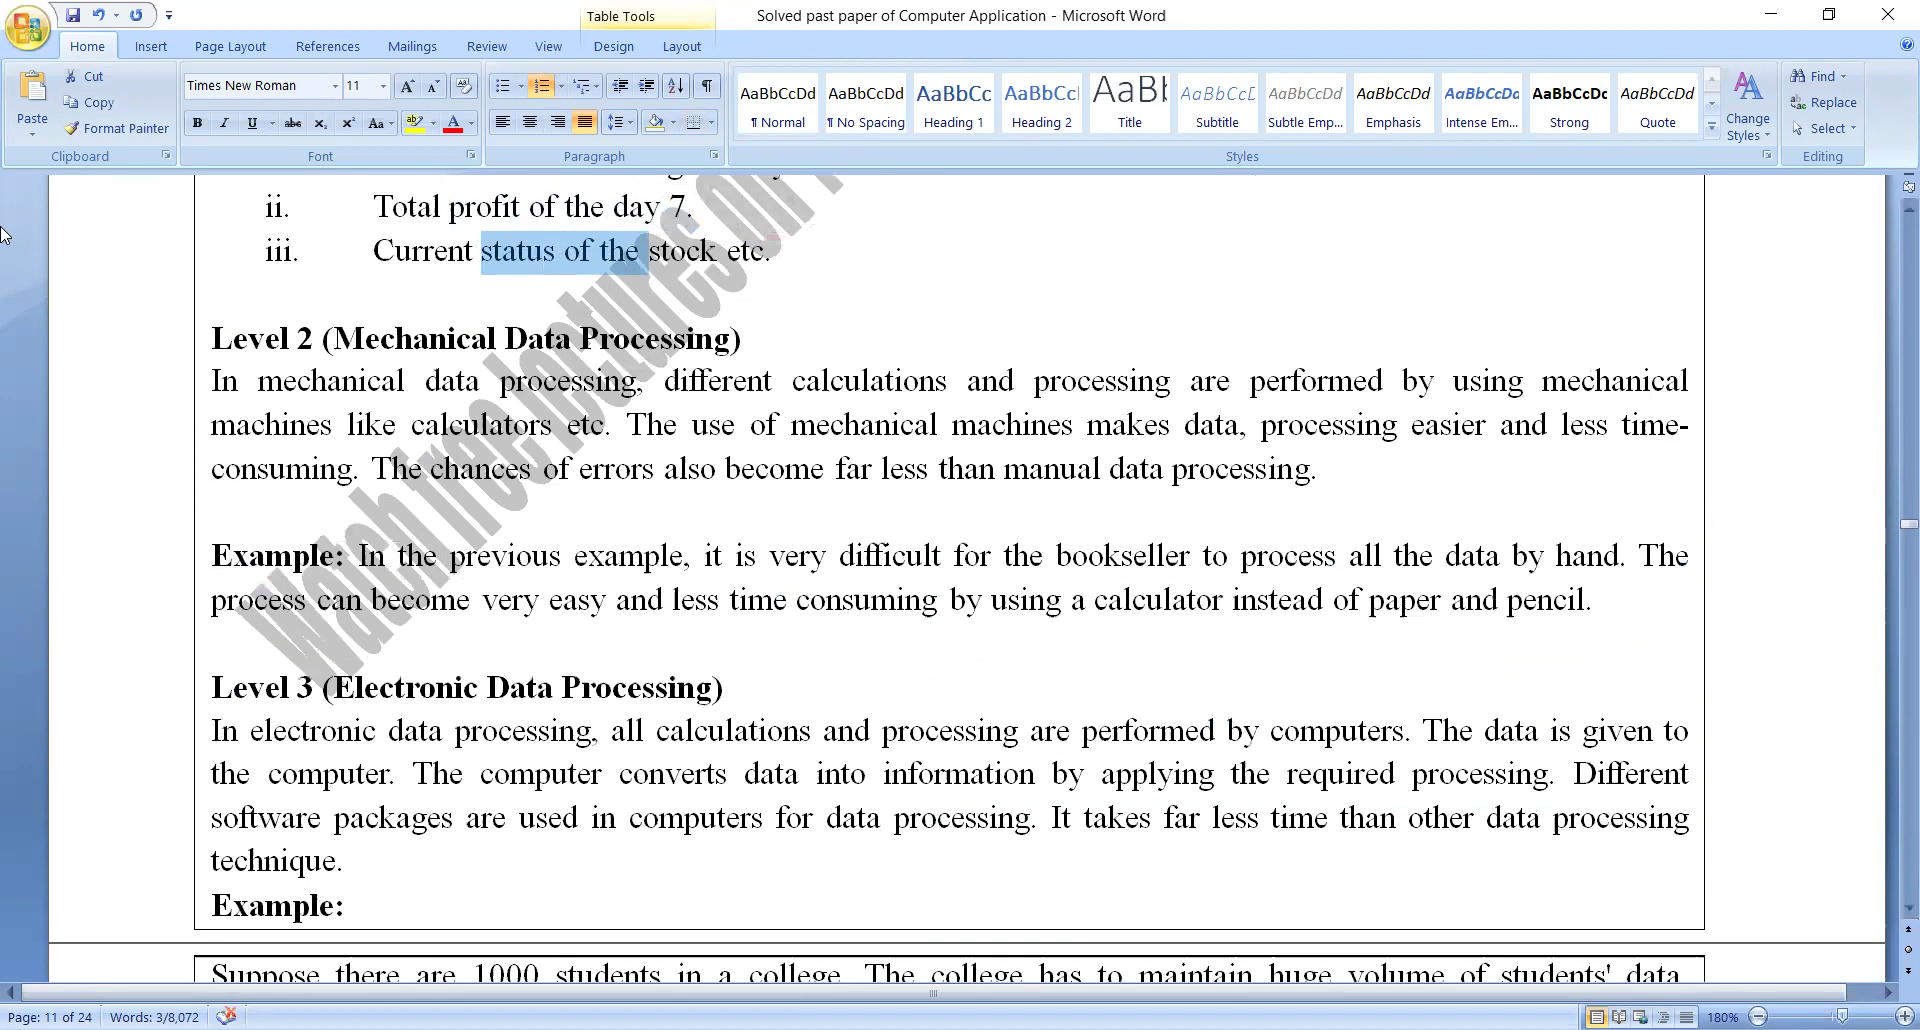 Table Tools
Solved past paper of Computer Application - Microsoft Word
Home Insert Page Layout References Mailings Review View Design Layout
Paste
Cut
Copy
Format Painter
Clipboard
Times New Roman 11
Font
Paragraph
AaBbCcDd AaBbCcDd AaBbCc AaBbCcI AaBb AaBbCcL AaBbCcDd AaBbCcDd AaBbCcDd AaBbCcDc AaBbCcDd
¶ Normal ¶ No Spacing Heading 1 Heading 2 Title Subtitle Subtle Emp... Emphasis Intense Em... Strong Quote
Change
Styles
Styles
Find
Replace
Select
Editing
ii. Total profit of the day 7.
iii. Current status of the stock etc.
Level 2 (Mechanical Data Processing)
In mechanical data processing, different calculations and processing are performed by using mechanical
machines like calculators etc. The use of mechanical machines makes data, processing easier and less time-
consuming. The chances of errors also become far less than manual data processing.
Example: In the previous example, it is very difficult for the bookseller to process all the data by hand. The
process can become very easy and less time consuming by using a calculator instead of paper and pencil.
Level 3 (Electronic Data Processing)
In electronic data processing, all calculations and processing are performed by computers. The data is given to
the computer. The computer converts data into information by applying the required processing. Different
software packages are used in computers for data processing. It takes far less time than other data processing
technique.
Example:
Suppose there are 1000 students in a college. The college has to maintain huge volume of students' data
Watch free lectures on
Page: 11 of 24 Words: 3/8,072 180%